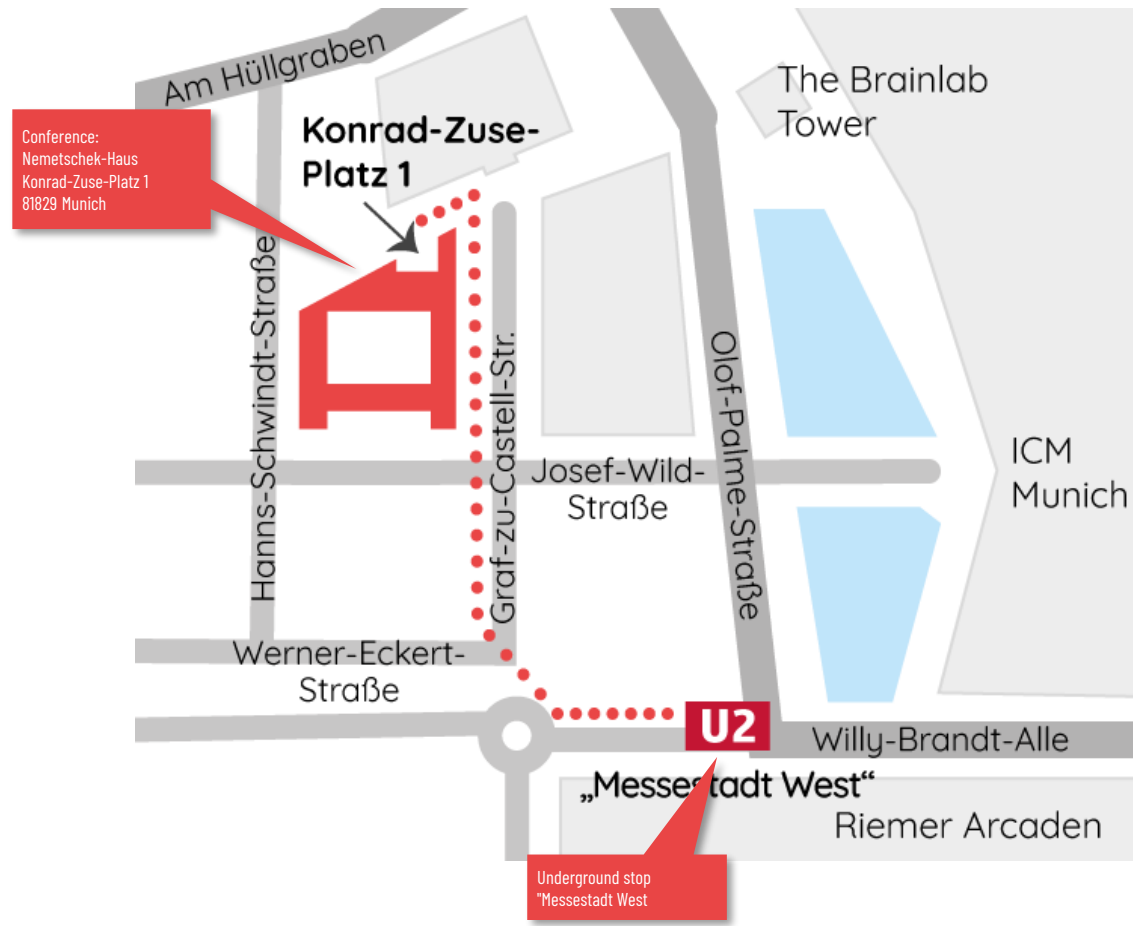 Am Hüllgraben
The Brainlab
Tower
Conference:
Nemetschek-Haus
Konrad-Zuse-Platz 1
81829 Munich
Konrad-Zuse-
Platz 1
Hanns-Schwindt-Straße
Graf-zu-Castell-Str.
Olof-Palme-Straße
Josef-Wild-
Straße
ICM
Munich
Werner-Eckert-
Straße
U2
Willy-Brandt-Alle
„Messestadt West“
Riemer Arcaden
Underground stop
"Messestadt West